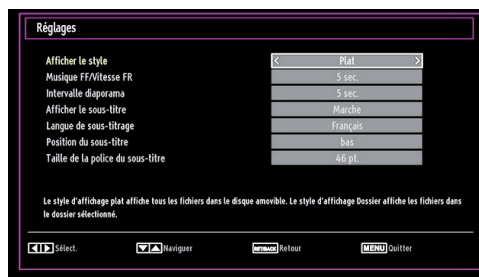 Réglages
Afficher le style < Plat >
Musique FF/Vitesse FR 5 sec.
Intervalle diaporama 5 sec.
Afficher le sous-titre Marche
Langue de sous-titrage Français
Position du sous-titre bas
Taille de la police du sous-titre 46 pt.
Le style d'affichage plat affiche tous les fichiers dans le disque amovible. Le style d'affichage Dossier affiche les fichiers dans
le dossier sélectionné.
Sélect. Naviguer RET/BACK Retour MENU Quitter